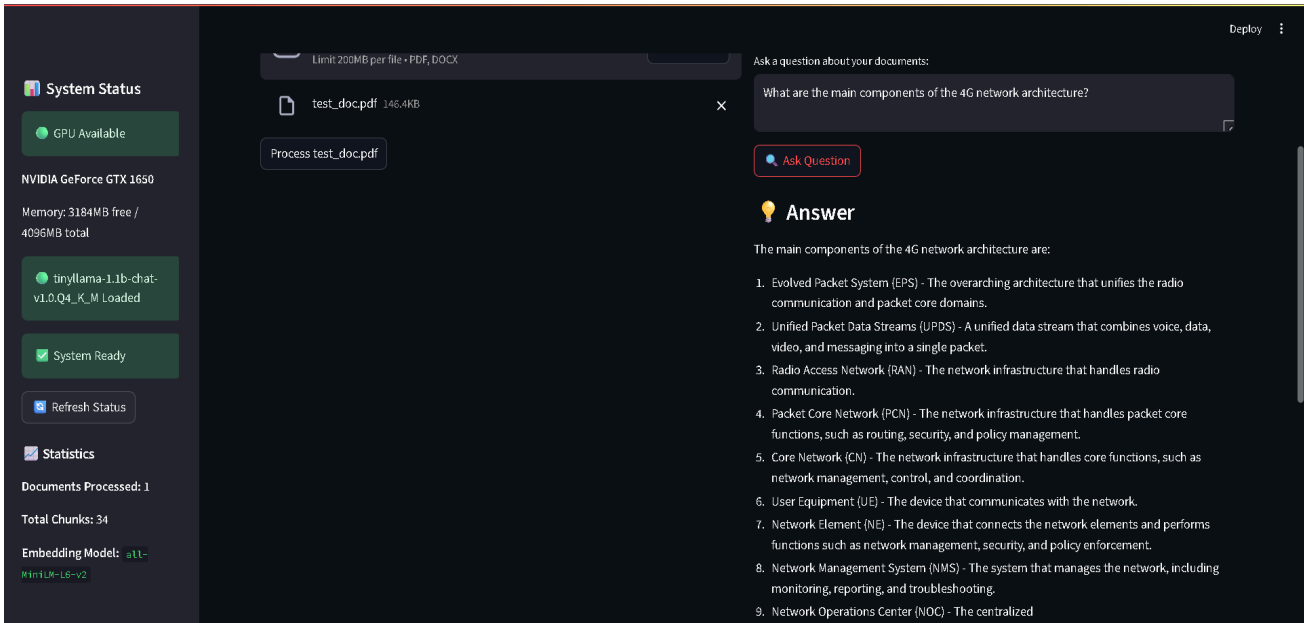 Deploy
System Status
GPU Available
NVIDIA GeForce GTX 1650
Memory: 3184MB free /
4096MB total
tinyllama-1.1b-chat-
v1.0.Q4_K_M Loaded
System Ready
Refresh Status
Statistics
Documents Processed: 1
Total Chunks: 34
Embedding Model: all-
MiniLM-L6-v2
Limit 200MB per file • PDF, DOCX
test_doc.pdf 146.4KB
Process test_doc.pdf
Ask a question about your documents:
What are the main components of the 4G network architecture?
Ask Question
Answer
The main components of the 4G network architecture are:
1. Evolved Packet System (EPS) - The overarching architecture that unifies the radio
communication and packet core domains.
2. Unified Packet Data Streams (UPDS) - A unified data stream that combines voice, data,
video, and messaging into a single packet.
3. Radio Access Network (RAN) - The network infrastructure that handles radio
communication.
4. Packet Core Network (PCN) - The network infrastructure that handles packet core
functions, such as routing, security, and policy management.
5. Core Network (CN) - The network infrastructure that handles core functions, such as
network management, control, and coordination.
6. User Equipment (UE) - The device that communicates with the network.
7. Network Element (NE) - The device that connects the network elements and performs
functions such as network management, security, and policy enforcement.
8. Network Management System (NMS) - The system that manages the network, including
monitoring, reporting, and troubleshooting.
9. Network Operations Center (NOC) - The centralized